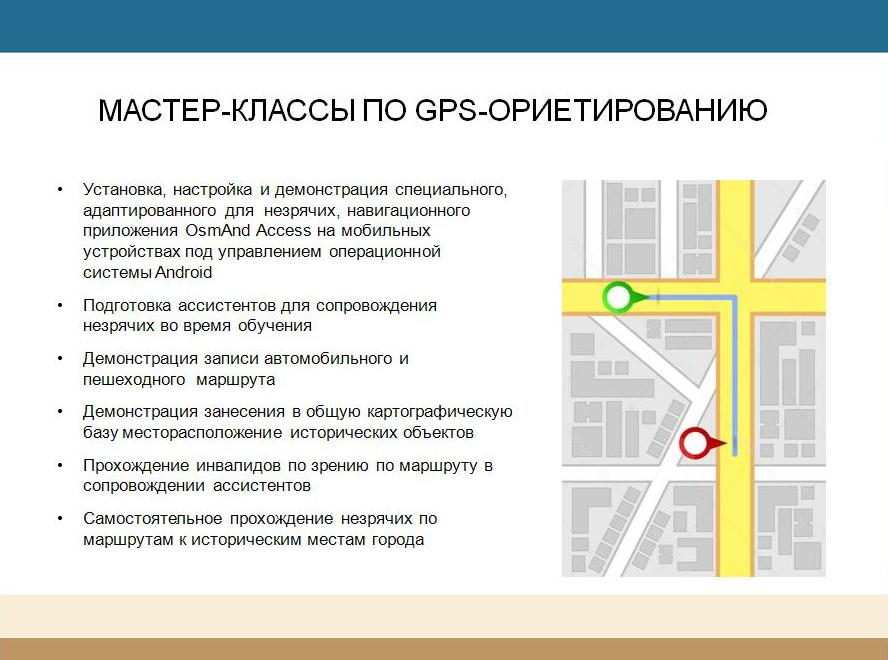 МАСТЕР-КЛАССЫ ПО GPS-ОРИЕТИРОВАНИЮ
• Установка, настройка и демонстрация специального,
адаптированного для незрячих, навигационного
приложения OsmAnd Access на мобильных
устройствах под управлением операционной
системы Android
• Подготовка ассистентов для сопровождения
незрячих во время обучения
• Демонстрация записи автомобильного и
пешеходного маршрута
• Демонстрация занесения в общую картографическую
базу месторасположение исторических объектов
• Прохождение инвалидов по зрению по маршруту в
сопровождении ассистентов
• Самостоятельное прохождение незрячих по
маршрутам к историческим местам города